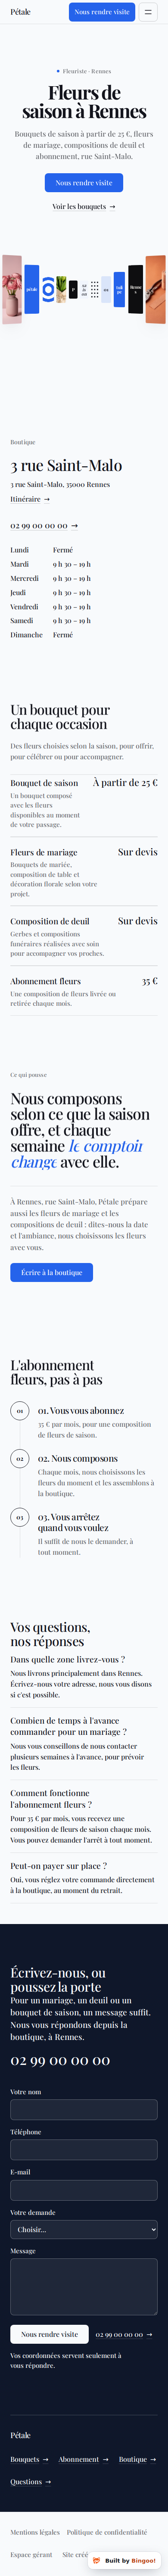 Pétale
Nous rendre visite
Fleuriste · Rennes
Fleurs de
saison à Rennes
Bouquets de saison à partir de 25 €, fleurs
de mariage, compositions de deuil et
abonnement, rue Saint-Malo.
Nous rendre visite
Voir les bouquets →
pétale
P
Boutique
3 rue Saint-Malo
3 rue Saint-Malo, 35000 Rennes
Itinéraire →
02 99 00 00 00 →
Lundi Fermé
Mardi 9 h 30 – 19 h
Mercredi 9 h 30 – 19 h
Jeudi 9 h 30 – 19 h
Vendredi 9 h 30 – 19 h
Samedi 9 h 30 – 19 h
Dimanche Fermé
Un bouquet pour
chaque occasion
Des fleurs choisies selon la saison, pour offrir,
pour célébrer ou pour accompagner.
Bouquet de saison À partir de 25 €
Un bouquet composé
avec les fleurs
disponibles au moment
de votre passage.
Fleurs de mariage Sur devis
Bouquets de mariée,
composition de table et
décoration florale selon votre
projet.
Composition de deuil Sur devis
Gerbes et compositions
funéraires réalisées avec soin
pour accompagner vos proches.
Abonnement fleurs 35 €
Une composition de fleurs livrée ou
retirée chaque mois.
Ce qui pousse
Nous composons
selon ce que la saison
offre, et chaque
semaine le comptoir
change avec elle.
À Rennes, rue Saint-Malo, Pétale prépare
aussi les fleurs de mariage et les
compositions de deuil : dites-nous la date
et l'ambiance, nous choisissons les fleurs
avec vous.
Écrire à la boutique
L'abonnement
fleurs, pas à pas
01
01. Vous vous abonnez
35 € par mois, pour une composition
de fleurs de saison.
02
02. Nous composons
Chaque mois, nous choisissons les
fleurs du moment et les assemblons à
la boutique.
03
03. Vous arrêtez
quand vous voulez
Il suffit de nous le demander, à
tout moment.
Vos questions,
nos réponses
Dans quelle zone livrez-vous ?
Nous livrons principalement dans Rennes.
Écrivez-nous votre adresse, nous vous disons
si c'est possible.
Combien de temps à l'avance
commander pour un mariage ?
Nous vous conseillons de nous contacter
plusieurs semaines à l'avance, pour prévoir
les fleurs.
Comment fonctionne
l'abonnement fleurs ?
Pour 35 € par mois, vous recevez une
composition de fleurs de saison chaque mois.
Vous pouvez demander l'arrêt à tout moment.
Peut-on payer sur place ?
Oui, vous réglez votre commande directement
à la boutique, au moment du retrait.
Écrivez-nous, ou
poussez la porte
Pour un mariage, un deuil ou un
bouquet de saison, un message suffit.
Nous vous répondons depuis la
boutique, à Rennes.
02 99 00 00 00
Votre nom
Téléphone
E-mail
Votre demande
Choisir...
Message
Nous rendre visite
02 99 00 00 00 →
Vos coordonnées servent seulement à
vous répondre.
Pétale
Bouquets → Abonnement → Boutique →
Questions →
Mentions légales Politique de confidentialité
Espace gérant Site créé
Built by Bingoo!